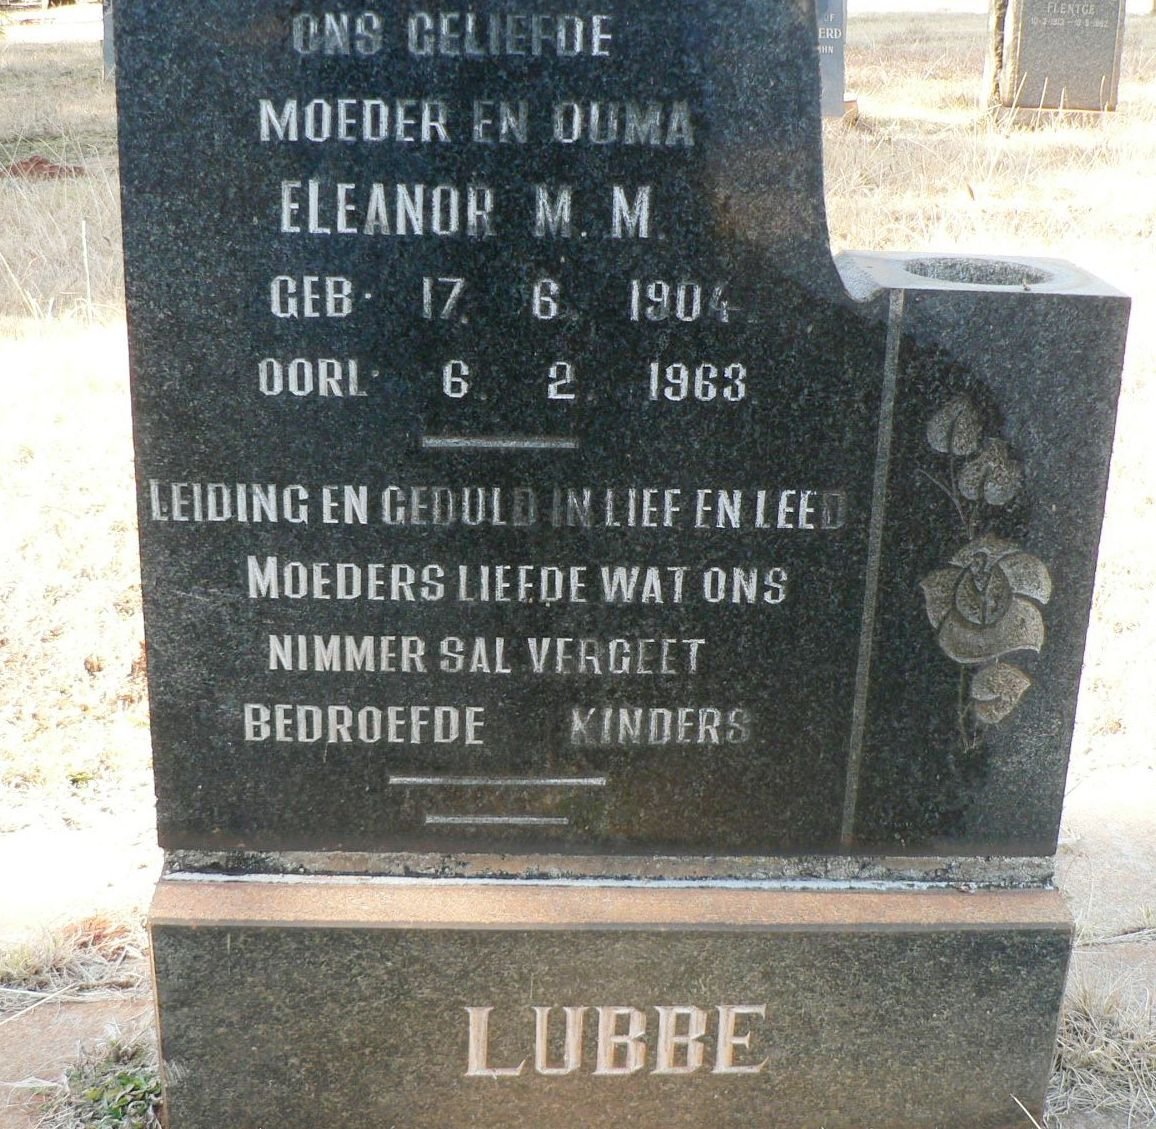 ONS GELIEFDE
MOEDER EN OUMA
ELEANOR M. M.
GEB. 17. 6. 1904
OORL. 6. 2. 1963
LEIDING EN GEDULD IN LIEF EN LEED
MOEDERS LIEFDE WAT ONS
NIMMER SAL VERGEET
BEDROEFDE KINDERS
LUBBE
FLENTGE